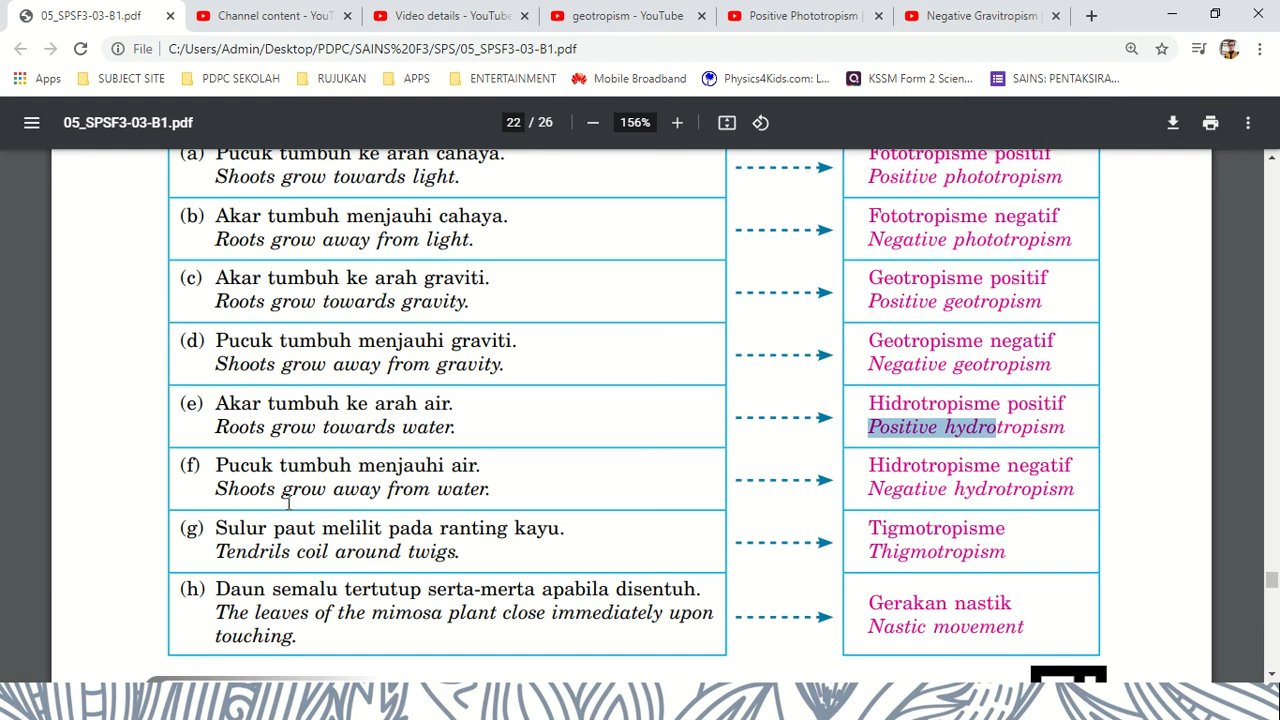 05_SPSF3-03-B1.pdf
Channel content - YouT
Video details - YouTube
geotropism - YouTube
Positive Phototropism
Negative Gravitropism
File
C:/Users/Admin/Desktop/PDPC/SAINS%20F3/SPS/05_SPSF3-03-B1.pdf
Apps
SUBJECT SITE
PDPC SEKOLAH
RUJUKAN
APPS
ENTERTAINMENT
Mobile Broadband
Physics4Kids.com: L...
KSSM Form 2 Scien...
SAINS: PENTAKSIRA...
05_SPSF3-03-B1.pdf
22 / 26
156%
(a) Pucuk tumbuh ke arah cahaya.
Shoots grow towards light.
Fototropisme positif
Positive phototropism
(b) Akar tumbuh menjauhi cahaya.
Roots grow away from light.
Fototropisme negatif
Negative phototropism
(c) Akar tumbuh ke arah graviti.
Roots grow towards gravity.
Geotropisme positif
Positive geotropism
(d) Pucuk tumbuh menjauhi graviti.
Shoots grow away from gravity.
Geotropisme negatif
Negative geotropism
(e) Akar tumbuh ke arah air.
Roots grow towards water.
Hidrotropisme positif
Positive hydrotropism
(f) Pucuk tumbuh menjauhi air.
Shoots grow away from water.
Hidrotropisme negatif
Negative hydrotropism
(g) Sulur paut melilit pada ranting kayu.
Tendrils coil around twigs.
Tigmotropisme
Thigmotropism
(h) Daun semalu tertutup serta-merta apabila disentuh.
The leaves of the mimosa plant close immediately upon
touching.
Gerakan nastik
Nastic movement